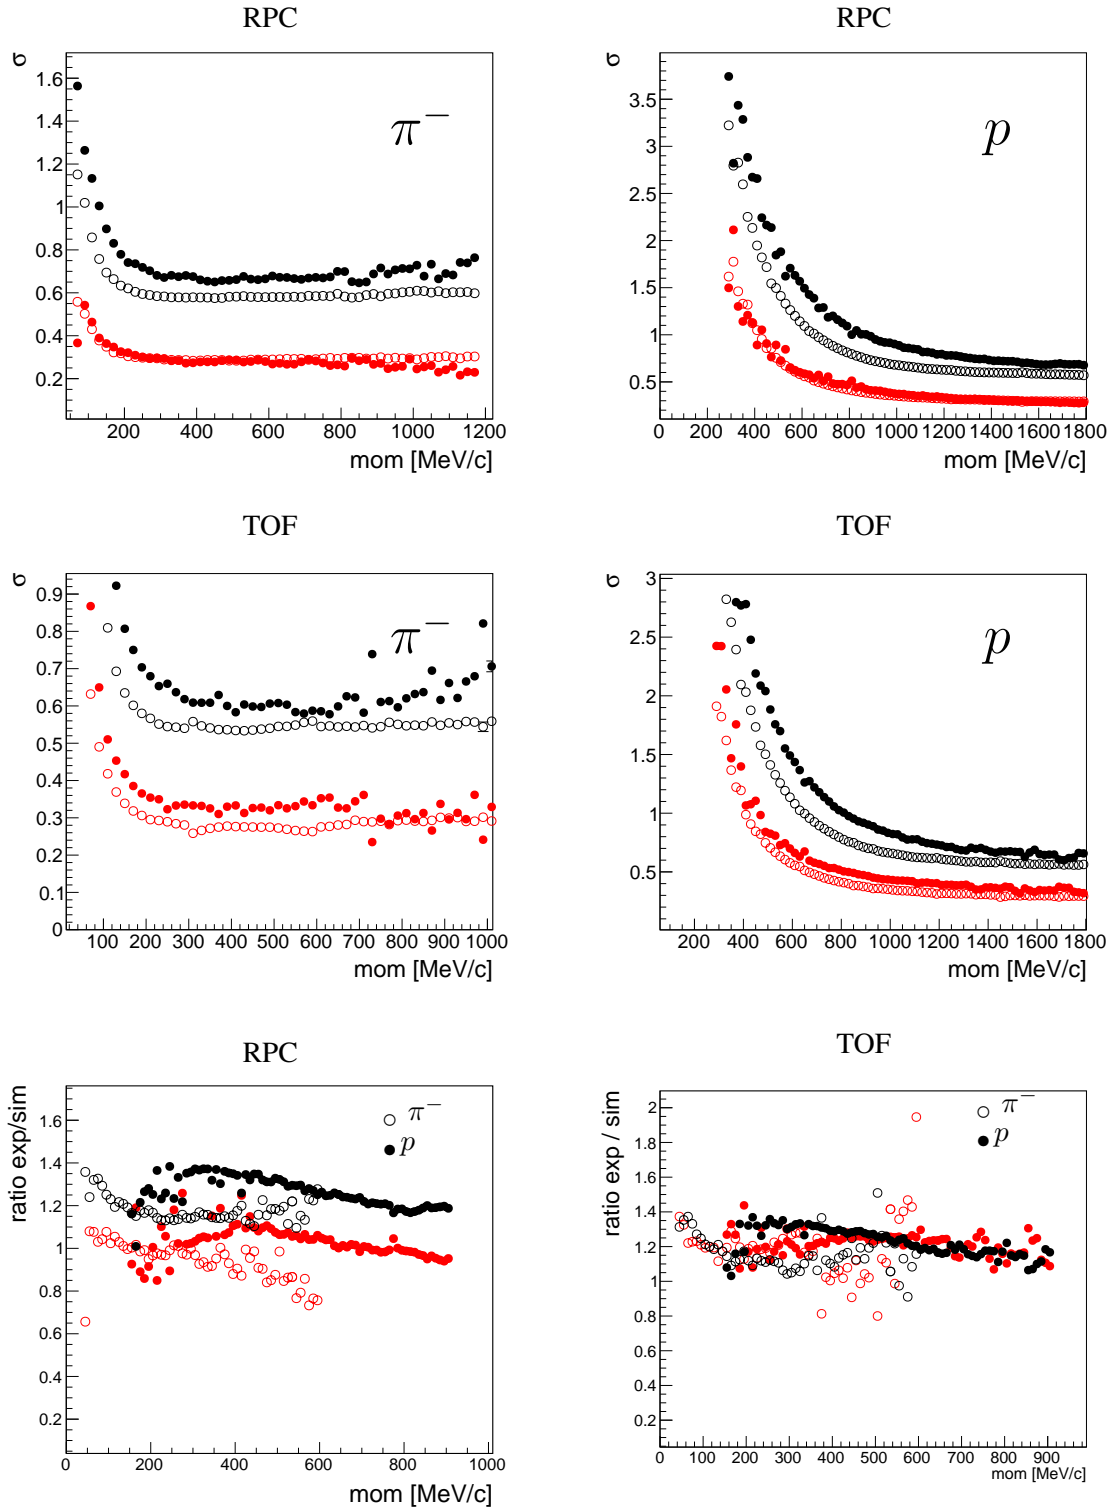 RPC
σ
1.6
1.4
1.2
1
0.8
0.6
0.4
0.2
π⁻
200 400 600 800 1000 1200
mom [MeV/c]
RPC
σ
3.5
3
2.5
2
1.5
1
0.5
p
0 200 400 600 800 1000 1200 1400 1600 1800
mom [MeV/c]
TOF
σ
0.9
0.8
0.7
0.6
0.5
0.4
0.3
0.2
0.1
0
π⁻
100 200 300 400 500 600 700 800 900 1000
mom [MeV/c]
TOF
σ
3
2.5
2
1.5
1
0.5
p
200 400 600 800 1000 1200 1400 1600 1800
mom [MeV/c]
RPC
ratio exp/sim
1.6
1.4
1.2
1
0.8
0.6
0.4
0.2
π⁻
p
0 200 400 600 800 1000
mom [MeV/c]
TOF
ratio exp / sim
2
1.8
1.6
1.4
1.2
1
0.8
0.6
0.4
0.2
π⁻
p
0 100 200 300 400 500 600 700 800 900
mom [MeV/c]